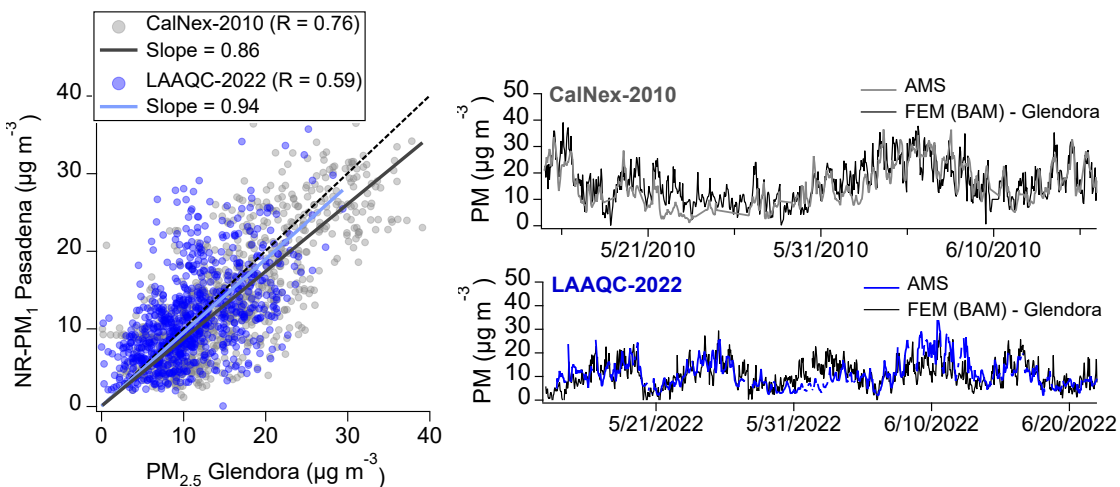 CalNex-2010 (R = 0.76)
Slope = 0.86
LAAQC-2022 (R = 0.59)
Slope = 0.94
40
30
20
10
0
NR-PM₁ Pasadena (µg m⁻³)
0 10 20 30 40
PM₂.₅ Glendora (µg m⁻³)
CalNex-2010
AMS
FEM (BAM) - Glendora
PM (µg m⁻³)
50
40
30
20
10
0
5/21/2010 5/31/2010 6/10/2010
LAAQC-2022
AMS
FEM (BAM) - Glendora
PM (µg m⁻³)
50
40
30
20
10
0
5/21/2022 5/31/2022 6/10/2022 6/20/2022